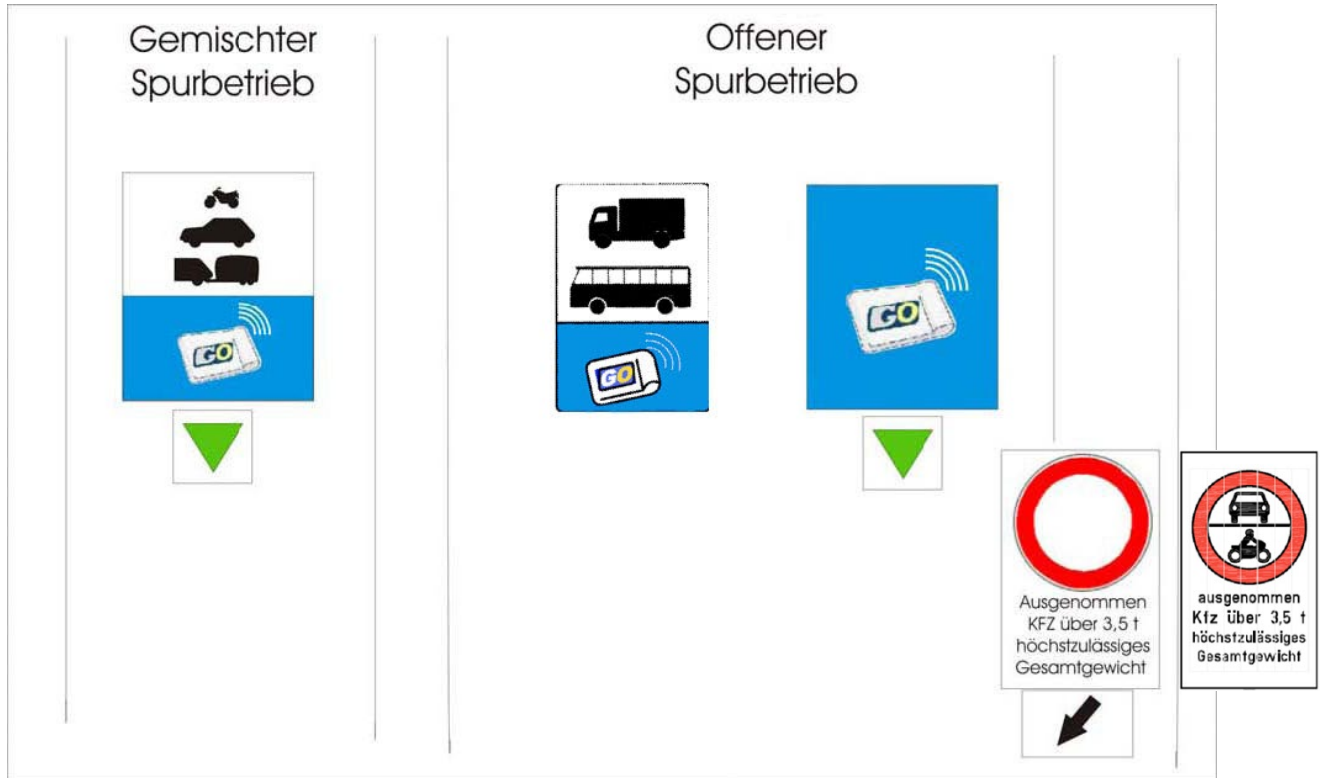 Gemischter
Spurbetrieb
Offener
Spurbetrieb
GO
GO
GO
Ausgenommen
KFZ über 3,5 t
höchstzulässiges
Gesamtgewicht
ausgenommen
Kfz über 3,5 t
höchstzulässiges
Gesamtgewicht